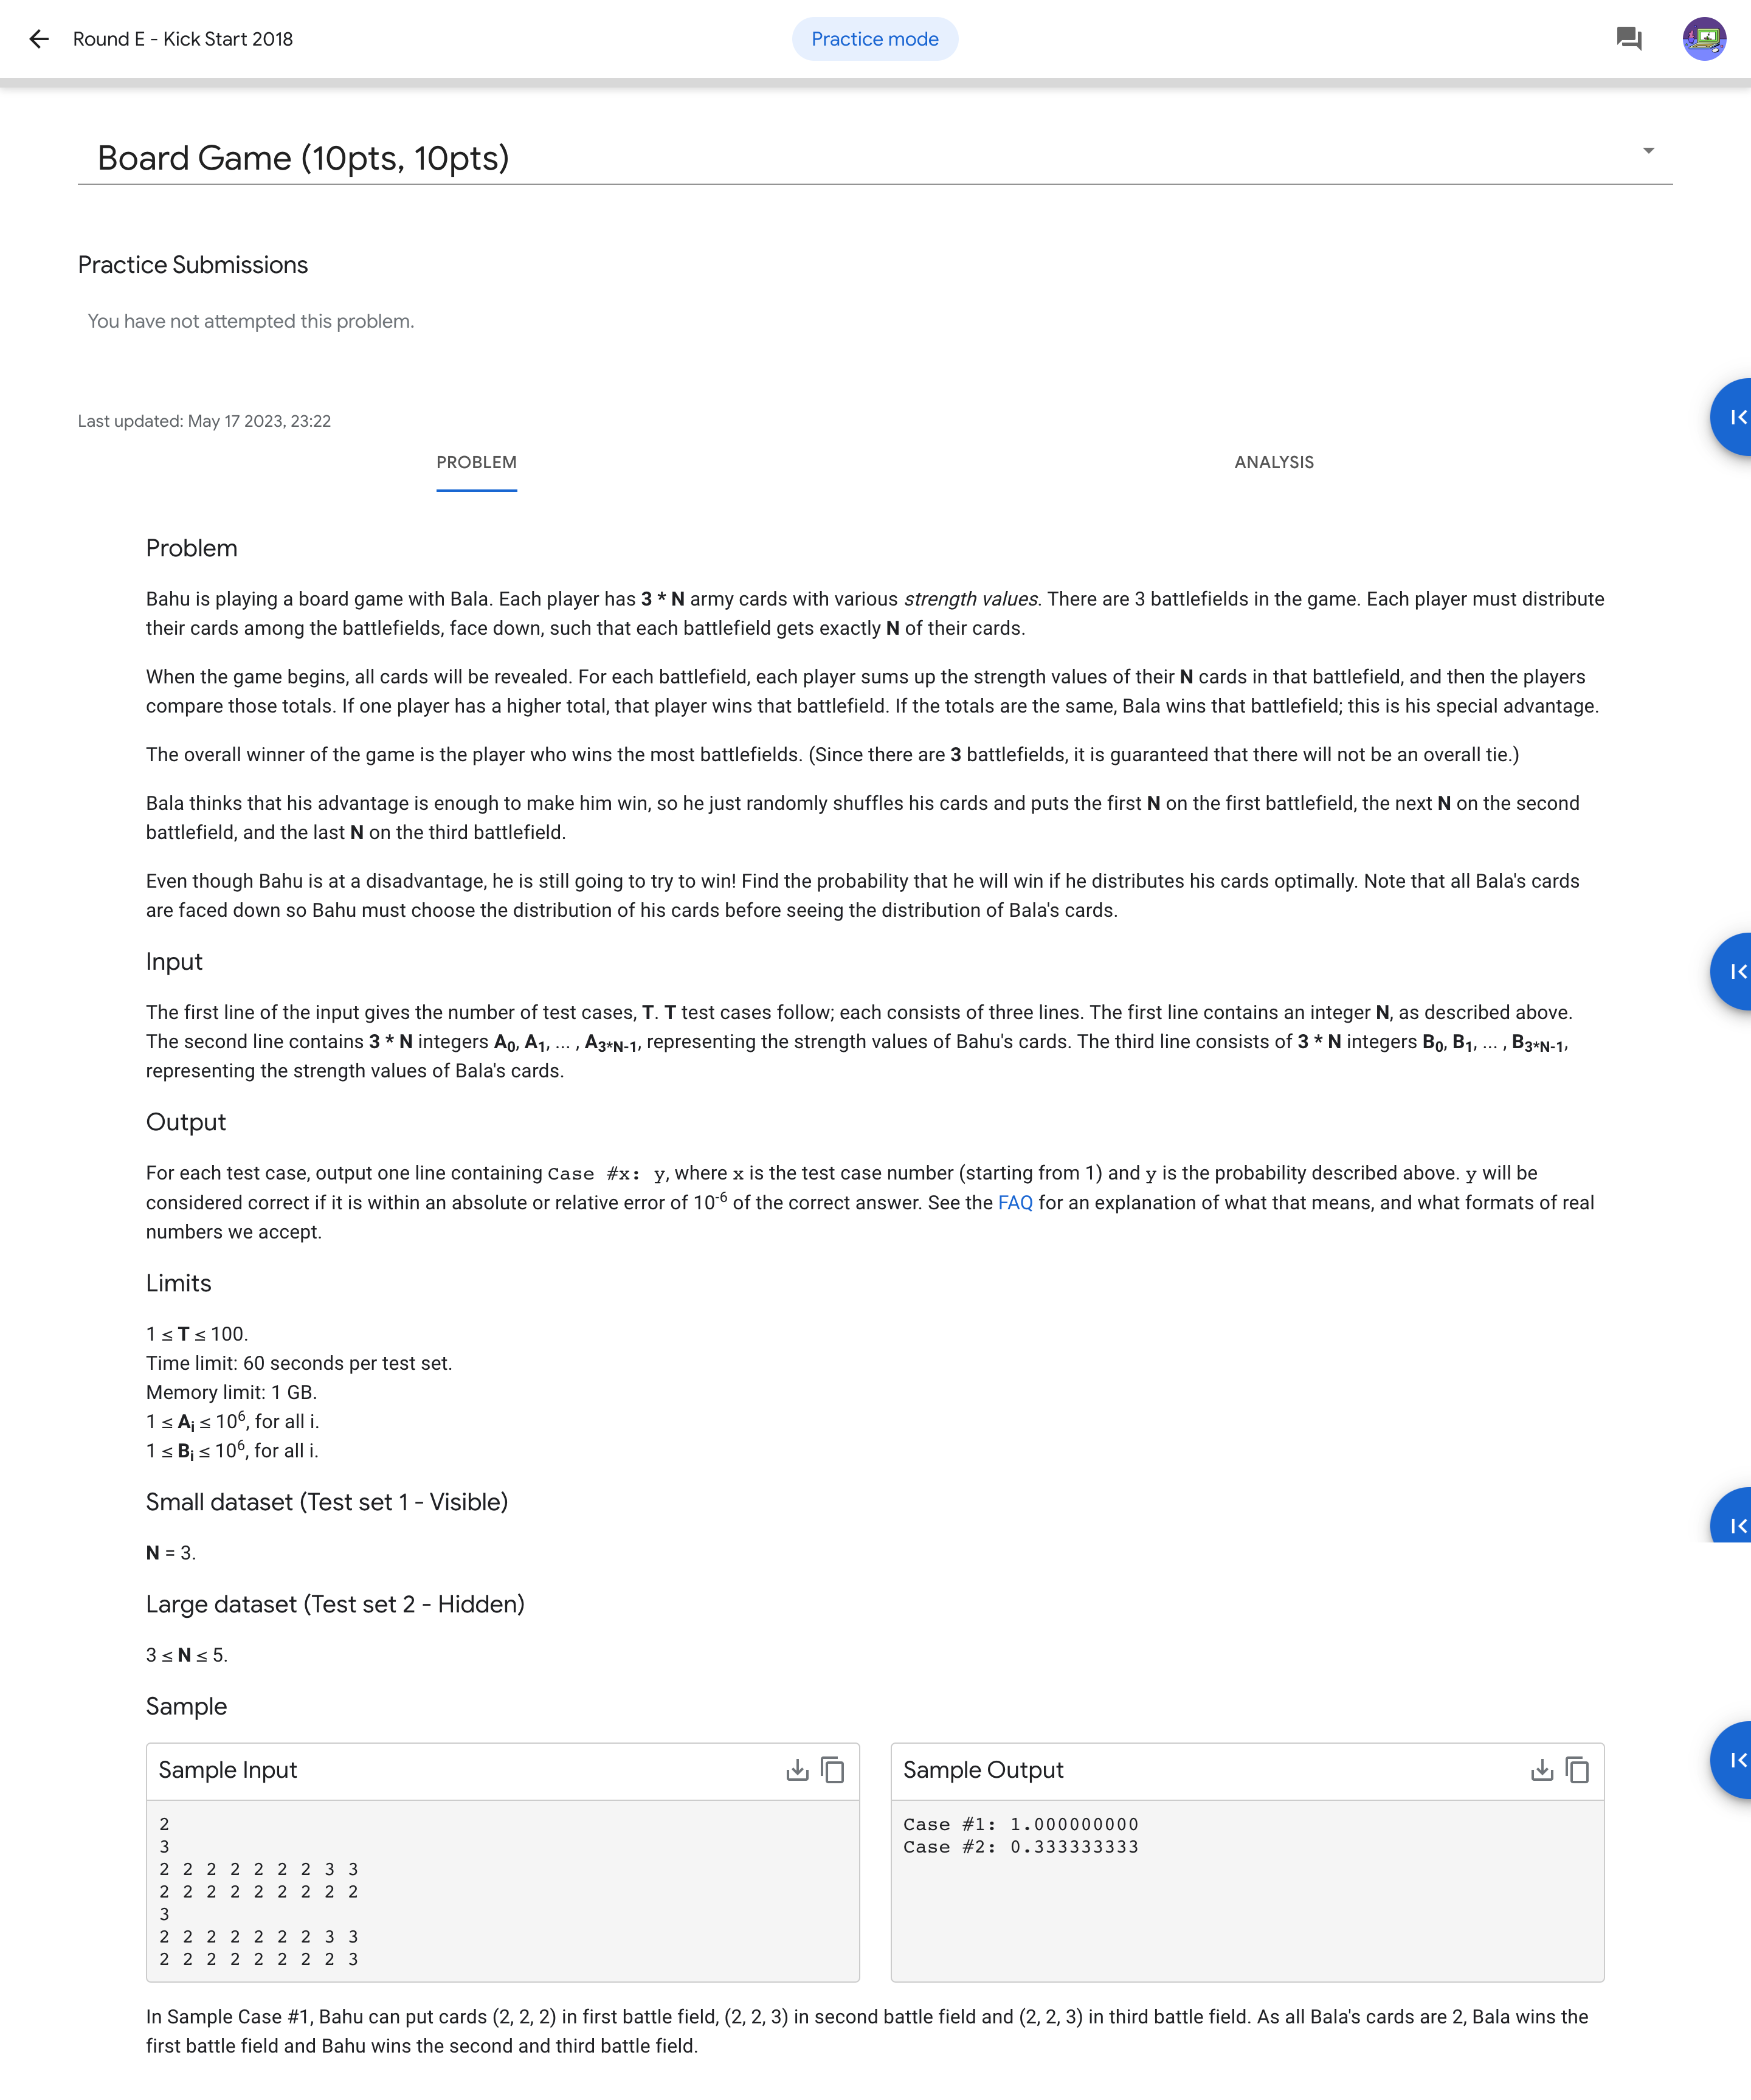 Round E - Kick Start 2018
Practice mode
Board Game (10pts, 10pts)
Practice Submissions
You have not attempted this problem.
Last updated: May 17 2023, 23:22
PROBLEM
ANALYSIS
Problem
Bahu is playing a board game with Bala. Each player has 3 * N army cards with various strength values. There are 3 battlefields in the game. Each player must distribute
their cards among the battlefields, face down, such that each battlefield gets exactly N of their cards.
When the game begins, all cards will be revealed. For each battlefield, each player sums up the strength values of their N cards in that battlefield, and then the players
compare those totals. If one player has a higher total, that player wins that battlefield. If the totals are the same, Bala wins that battlefield; this is his special advantage.
The overall winner of the game is the player who wins the most battlefields. (Since there are 3 battlefields, it is guaranteed that there will not be an overall tie.)
Bala thinks that his advantage is enough to make him win, so he just randomly shuffles his cards and puts the first N on the first battlefield, the next N on the second
battlefield, and the last N on the third battlefield.
Even though Bahu is at a disadvantage, he is still going to try to win! Find the probability that he will win if he distributes his cards optimally. Note that all Bala's cards
are faced down so Bahu must choose the distribution of his cards before seeing the distribution of Bala's cards.
Input
The first line of the input gives the number of test cases, T. T test cases follow; each consists of three lines. The first line contains an integer N, as described above.
The second line contains 3 * N integers A0, A1, ... , A3*N-1, representing the strength values of Bahu's cards. The third line consists of 3 * N integers B0, B1, ... , B3*N-1,
representing the strength values of Bala's cards.
Output
For each test case, output one line containing Case #x: y, where x is the test case number (starting from 1) and y is the probability described above. y will be
considered correct if it is within an absolute or relative error of 10-6 of the correct answer. See the FAQ for an explanation of what that means, and what formats of real
numbers we accept.
Limits
1 ≤ T ≤ 100.
Time limit: 60 seconds per test set.
Memory limit: 1 GB.
1 ≤ Ai ≤ 106, for all i.
1 ≤ Bi ≤ 106, for all i.
Small dataset (Test set 1 - Visible)
N = 3.
Large dataset (Test set 2 - Hidden)
3 ≤ N ≤ 5.
Sample
Sample Input
2
3
2 2 2 2 2 2 2 3 3
2 2 2 2 2 2 2 2 2
3
2 2 2 2 2 2 2 3 3
2 2 2 2 2 2 2 2 3
Sample Output
Case #1: 1.000000000
Case #2: 0.333333333
In Sample Case #1, Bahu can put cards (2, 2, 2) in first battle field, (2, 2, 3) in second battle field and (2, 2, 3) in third battle field. As all Bala's cards are 2, Bala wins the
first battle field and Bahu wins the second and third battle field.